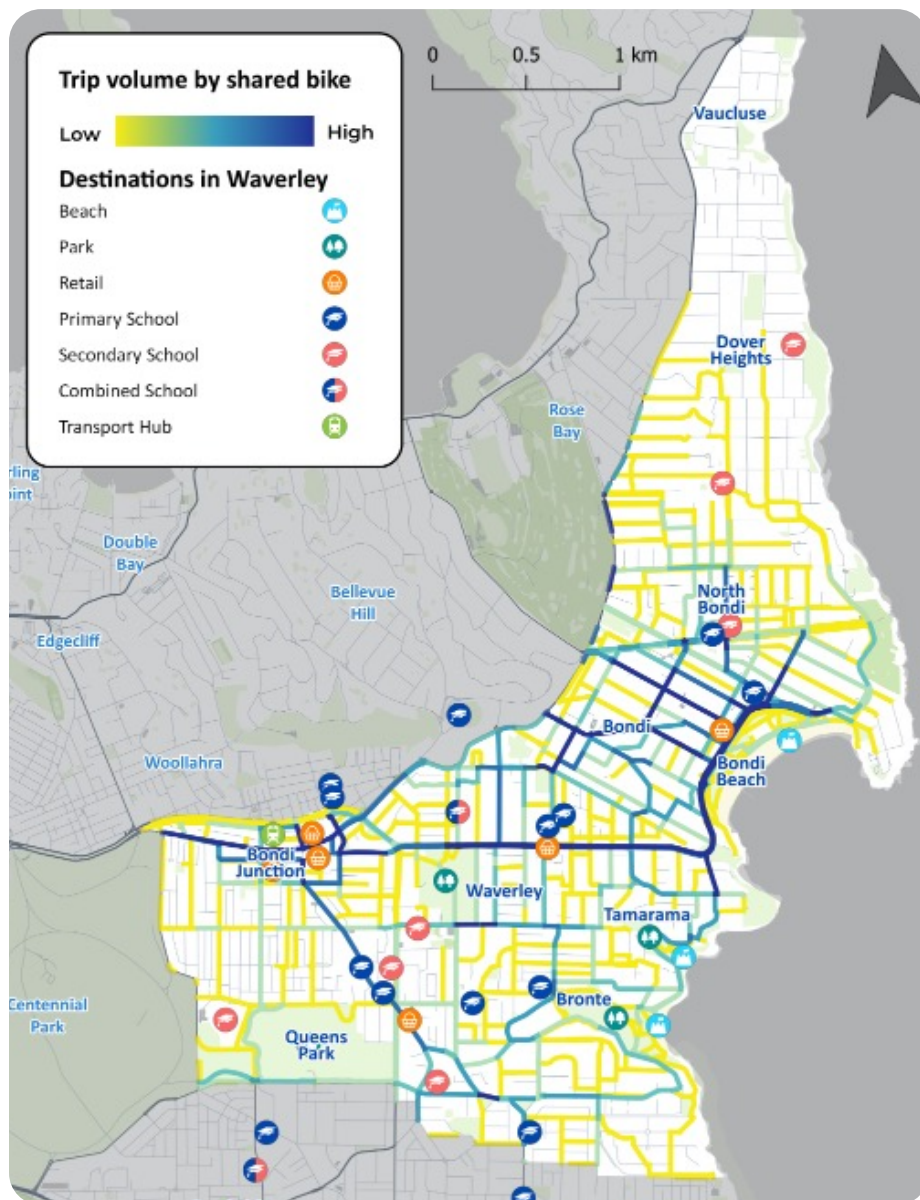 Trip volume by shared bike
Low
High
Destinations in Waverley
Beach
Park
Retail
Primary School
Secondary School
Combined School
Transport Hub
0 0.5 1 km
Vaucluse
Dover
Heights
Rose
Bay
rling
oint
Double
Bay
Bellevue
Hill
Edgecliff
North
Bondi
Bondi
Bondi
Beach
Woollahra
Bondi
Junction
Waverley
Tamarama
Centennial
Park
Queens
Park
Bronte